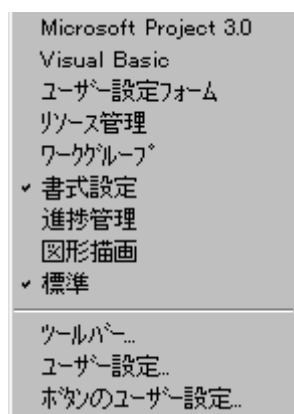 Microsoft Project 3.0
Visual Basic
ユーザー設定フォーム
リソース管理
ワークグループ
書式設定
進捗管理
図形描画
標準
ツールバー...
ユーザー設定...
ボタンのユーザー設定...